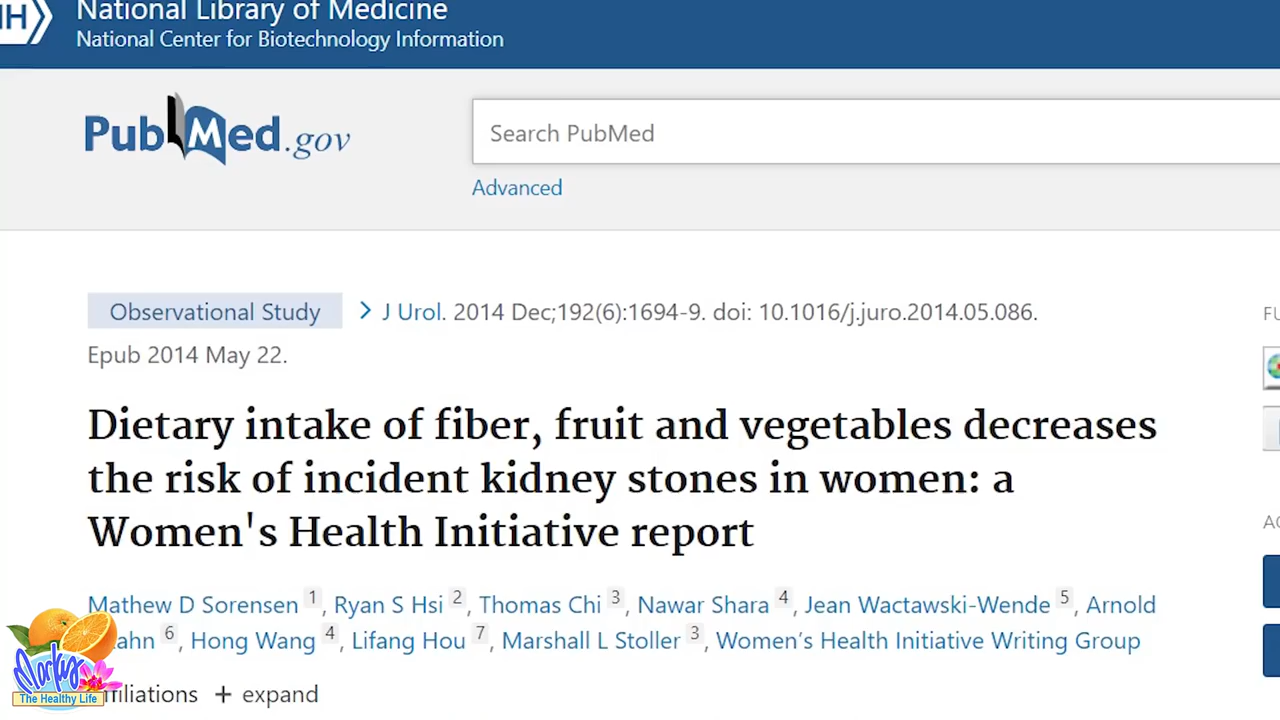 National Library of Medicine
National Center for Biotechnology Information
PubMed.gov
Search PubMed
Advanced
Observational Study > J Urol. 2014 Dec;192(6):1694-9. doi: 10.1016/j.juro.2014.05.086.
Epub 2014 May 22.
Dietary intake of fiber, fruit and vegetables decreases
the risk of incident kidney stones in women: a
Women's Health Initiative report
Mathew D Sorensen 1, Ryan S Hsi 2, Thomas Chi 3, Nawar Shara 4, Jean Wactawski-Wende 5, Arnold
6, Hong Wang 4, Lifang Hou 7, Marshall L Stoller 3, Women’s Health Initiative Writing Group
+ expand
Markus
The Healthy Life